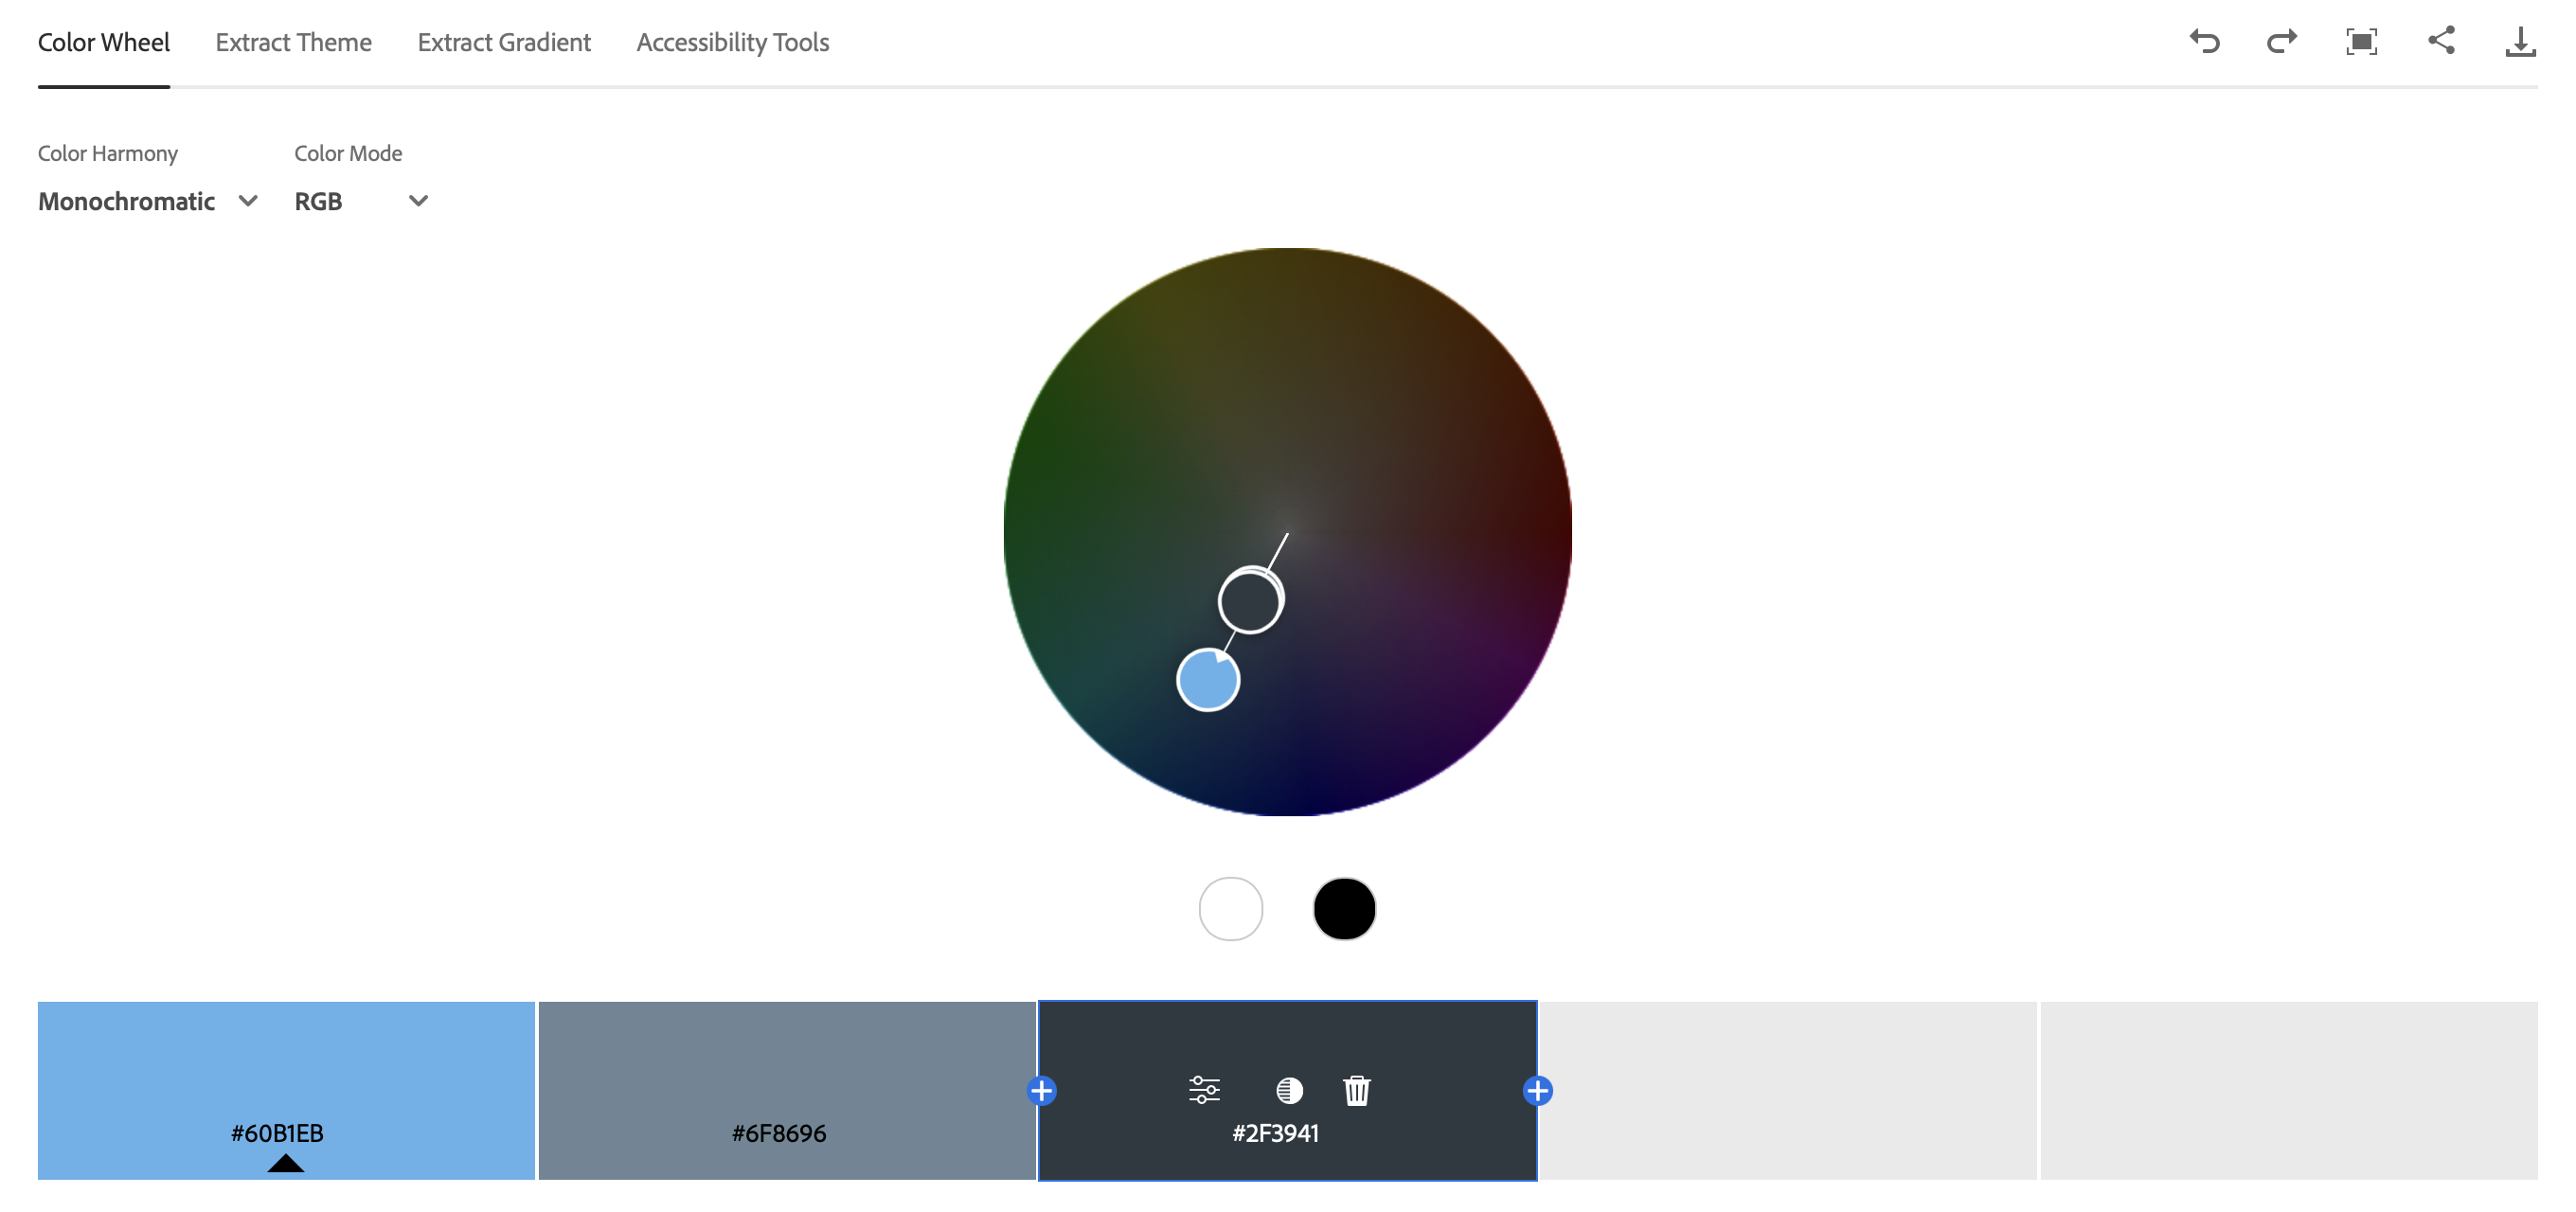 Color Wheel Extract Theme Extract Gradient Accessibility Tools
Color Harmony Color Mode
Monochromatic RGB
#60B1EB #6F8696 #2F3941